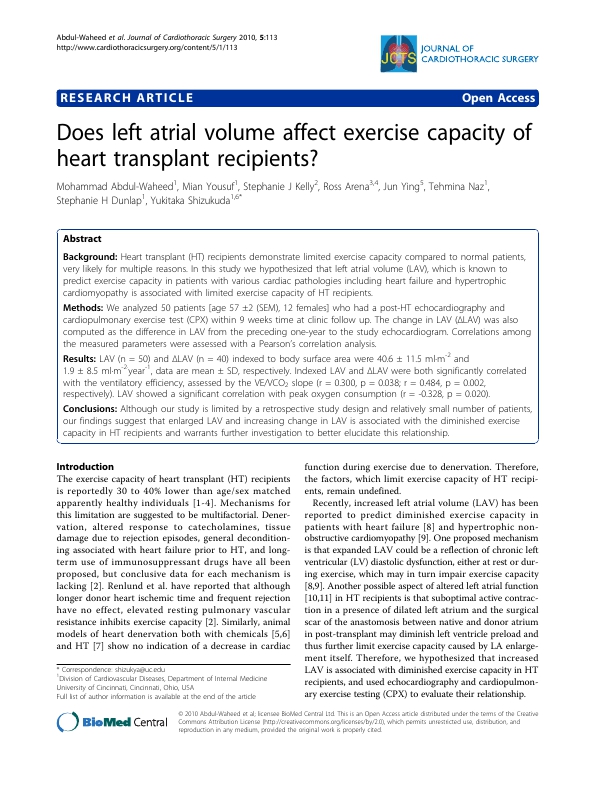 Abdul-Waheed et al. Journal of Cardiothoracic Surgery 2010, 5:113
http://www.cardiothoracicsurgery.org/content/5/1/113
JCTS
JOURNAL OF
CARDIOTHORACIC SURGERY
RESEARCH ARTICLE
Open Access
Does left atrial volume affect exercise capacity of
heart transplant recipients?
Mohammad Abdul-Waheed1, Mian Yousuf1, Stephanie J Kelly2, Ross Arena3,4, Jun Ying5, Tehmina Naz1,
Stephanie H Dunlap1, Yukitaka Shizukuda1,6*
Abstract
Background: Heart transplant (HT) recipients demonstrate limited exercise capacity compared to normal patients,
very likely for multiple reasons. In this study we hypothesized that left atrial volume (LAV), which is known to
predict exercise capacity in patients with various cardiac pathologies including heart failure and hypertrophic
cardiomyopathy is associated with limited exercise capacity of HT recipients.
Methods: We analyzed 50 patients [age 57 ±2 (SEM), 12 females] who had a post-HT echocardiography and
cardiopulmonary exercise test (CPX) within 9 weeks time at clinic follow up. The change in LAV (ΔLAV) was also
computed as the difference in LAV from the preceding one-year to the study echocardiogram. Correlations among
the measured parameters were assessed with a Pearson's correlation analysis.
Results: LAV (n = 50) and ΔLAV (n = 40) indexed to body surface area were 40.6 ± 11.5 ml·m-2 and
1.9 ± 8.5 ml·m-2year-1, data are mean ± SD, respectively. Indexed LAV and ΔLAV were both significantly correlated
with the ventilatory efficiency, assessed by the VE/VCO2 slope (r = 0.300, p = 0.038; r = 0.484, p = 0.002,
respectively). LAV showed a significant correlation with peak oxygen consumption (r = -0.328, p = 0.020).
Conclusions: Although our study is limited by a retrospective study design and relatively small number of patients,
our findings suggest that enlarged LAV and increasing change in LAV is associated with the diminished exercise
capacity in HT recipients and warrants further investigation to better elucidate this relationship.
Introduction
The exercise capacity of heart transplant (HT) recipients
is reportedly 30 to 40% lower than age/sex matched
apparently healthy individuals [1-4]. Mechanisms for
this limitation are suggested to be multifactorial. Dener-
vation, altered response to catecholamines, tissue
damage due to rejection episodes, general decondition-
ing associated with heart failure prior to HT, and long-
term use of immunosuppressant drugs have all been
proposed, but conclusive data for each mechanism is
lacking [2]. Renlund et al. have reported that although
longer donor heart ischemic time and frequent rejection
have no effect, elevated resting pulmonary vascular
resistance inhibits exercise capacity [2]. Similarly, animal
models of heart denervation both with chemicals [5,6]
and HT [7] show no indication of a decrease in cardiac
function during exercise due to denervation. Therefore,
the factors, which limit exercise capacity of HT recipi-
ents, remain undefined.
Recently, increased left atrial volume (LAV) has been
reported to predict diminished exercise capacity in
patients with heart failure [8] and hypertrophic non-
obstructive cardiomyopathy [9]. One proposed mechanism
is that expanded LAV could be a reflection of chronic left
ventricular (LV) diastolic dysfunction, either at rest or dur-
ing exercise, which may in turn impair exercise capacity
[8,9]. Another possible aspect of altered left atrial function
[10,11] in HT recipients is that suboptimal active contrac-
tion in a presence of dilated left atrium and the surgical
scar of the anastomosis between native and donor atrium
in post-transplant may diminish left ventricle preload and
thus further limit exercise capacity caused by LA enlarge-
ment itself. Therefore, we hypothesized that increased
LAV is associated with diminished exercise capacity in HT
recipients, and used echocardiography and cardiopulmon-
ary exercise testing (CPX) to evaluate their relationship.
* Correspondence: shizukya@uc.edu
1Division of Cardiovascular Diseases, Department of Internal Medicine
University of Cincinnati, Cincinnati, Ohio, USA
Full list of author information is available at the end of the article
BioMed Central
© 2010 Abdul-Waheed et al; licensee BioMed Central Ltd. This is an Open Access article distributed under the terms of the Creative
Commons Attribution License (http://creativecommons.org/licenses/by/2.0), which permits unrestricted use, distribution, and
reproduction in any medium, provided the original work is properly cited.